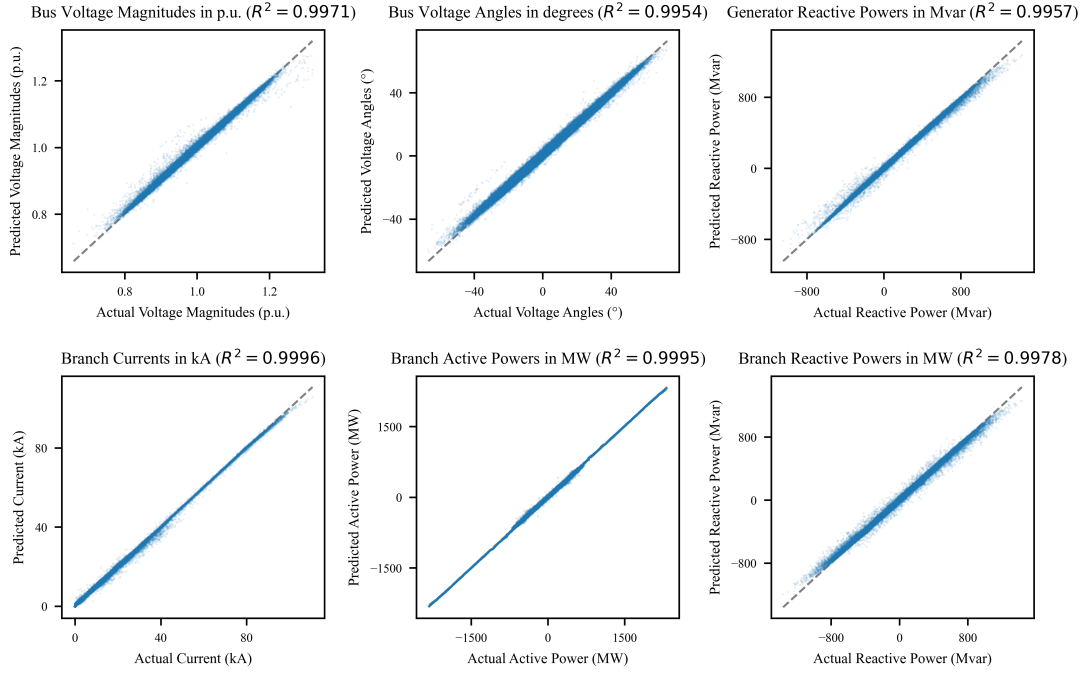 Bus Voltage Magnitudes in p.u. (R² = 0.9971)
Predicted Voltage Magnitudes (p.u.)
1.2
1.0
0.8
0.8 1.0 1.2
Actual Voltage Magnitudes (p.u.)
Bus Voltage Angles in degrees (R² = 0.9954)
Predicted Voltage Angles (°)
40
0
−40
−40 0 40
Actual Voltage Angles (°)
Generator Reactive Powers in Mvar (R² = 0.9957)
Predicted Reactive Power (Mvar)
800
0
−800
−800 0 800
Actual Reactive Power (Mvar)
Branch Currents in kA (R² = 0.9996)
Predicted Current (kA)
80
40
0
0 40 80
Actual Current (kA)
Branch Active Powers in MW (R² = 0.9995)
Predicted Active Power (MW)
1500
0
−1500
−1500 0 1500
Actual Active Power (MW)
Branch Reactive Powers in MW (R² = 0.9978)
Predicted Reactive Power (Mvar)
800
0
−800
−800 0 800
Actual Reactive Power (Mvar)